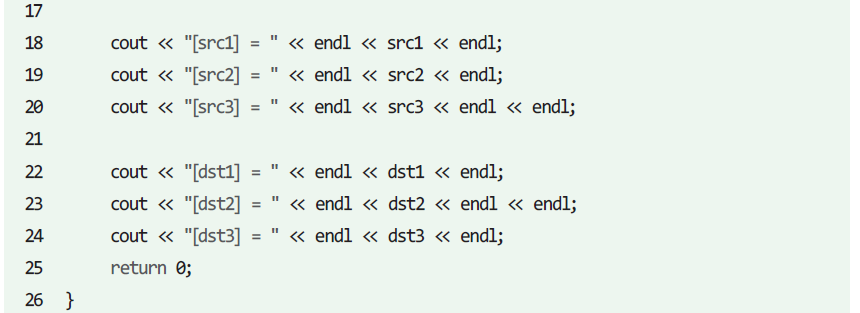 17
18 cout << "[src1] = " << endl << src1 << endl;
19 cout << "[src2] = " << endl << src2 << endl;
20 cout << "[src3] = " << endl << src3 << endl << endl;
21
22 cout << "[dst1] = " << endl << dst1 << endl;
23 cout << "[dst2] = " << endl << dst2 << endl << endl;
24 cout << "[dst3] = " << endl << dst3 << endl;
25 return 0;
26 }